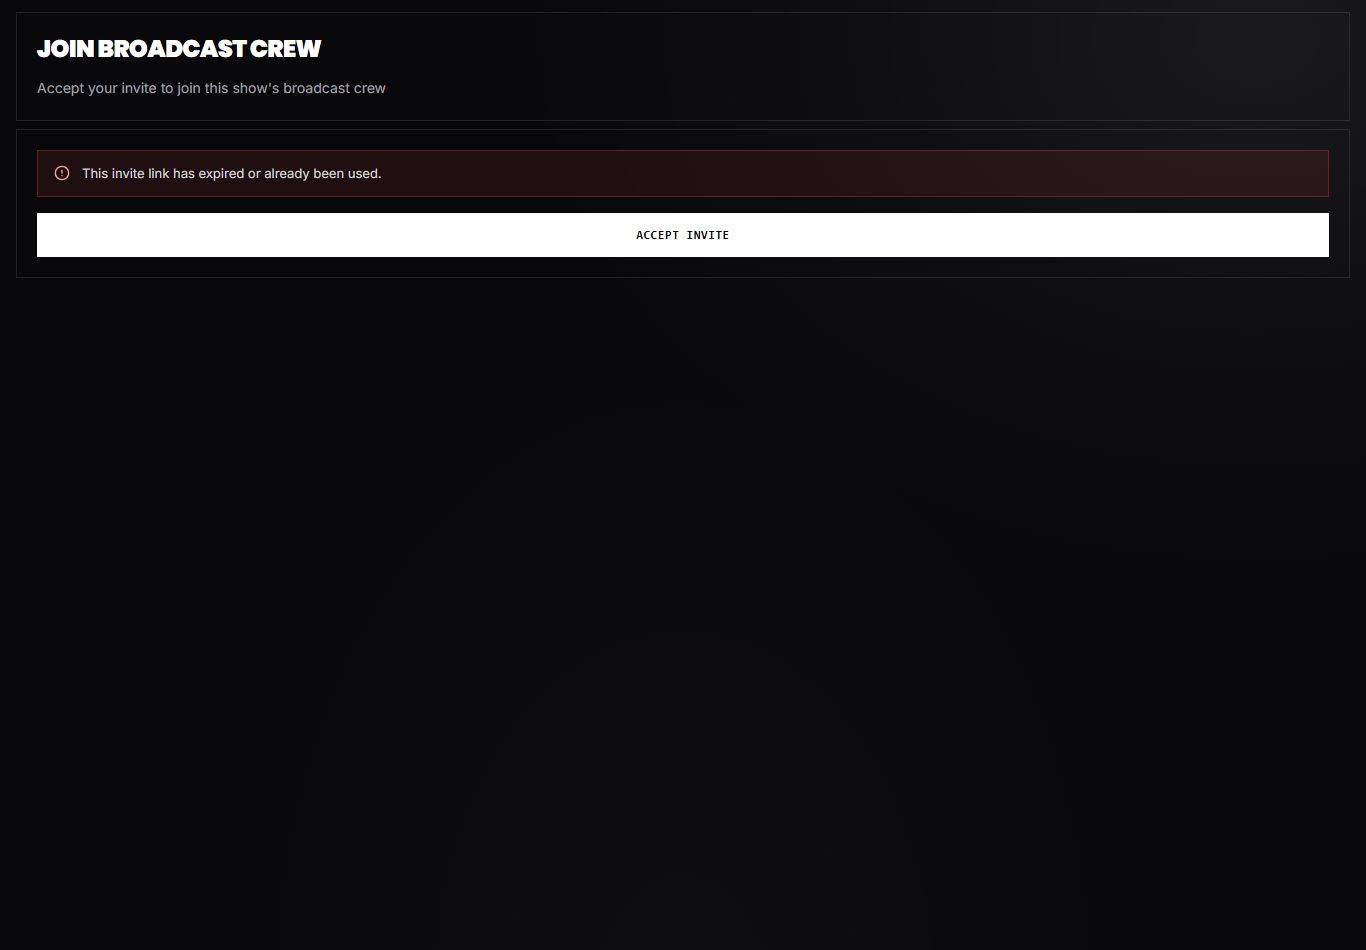 JOIN BROADCAST CREW
Accept your invite to join this show's broadcast crew
This invite link has expired or already been used.
ACCEPT INVITE